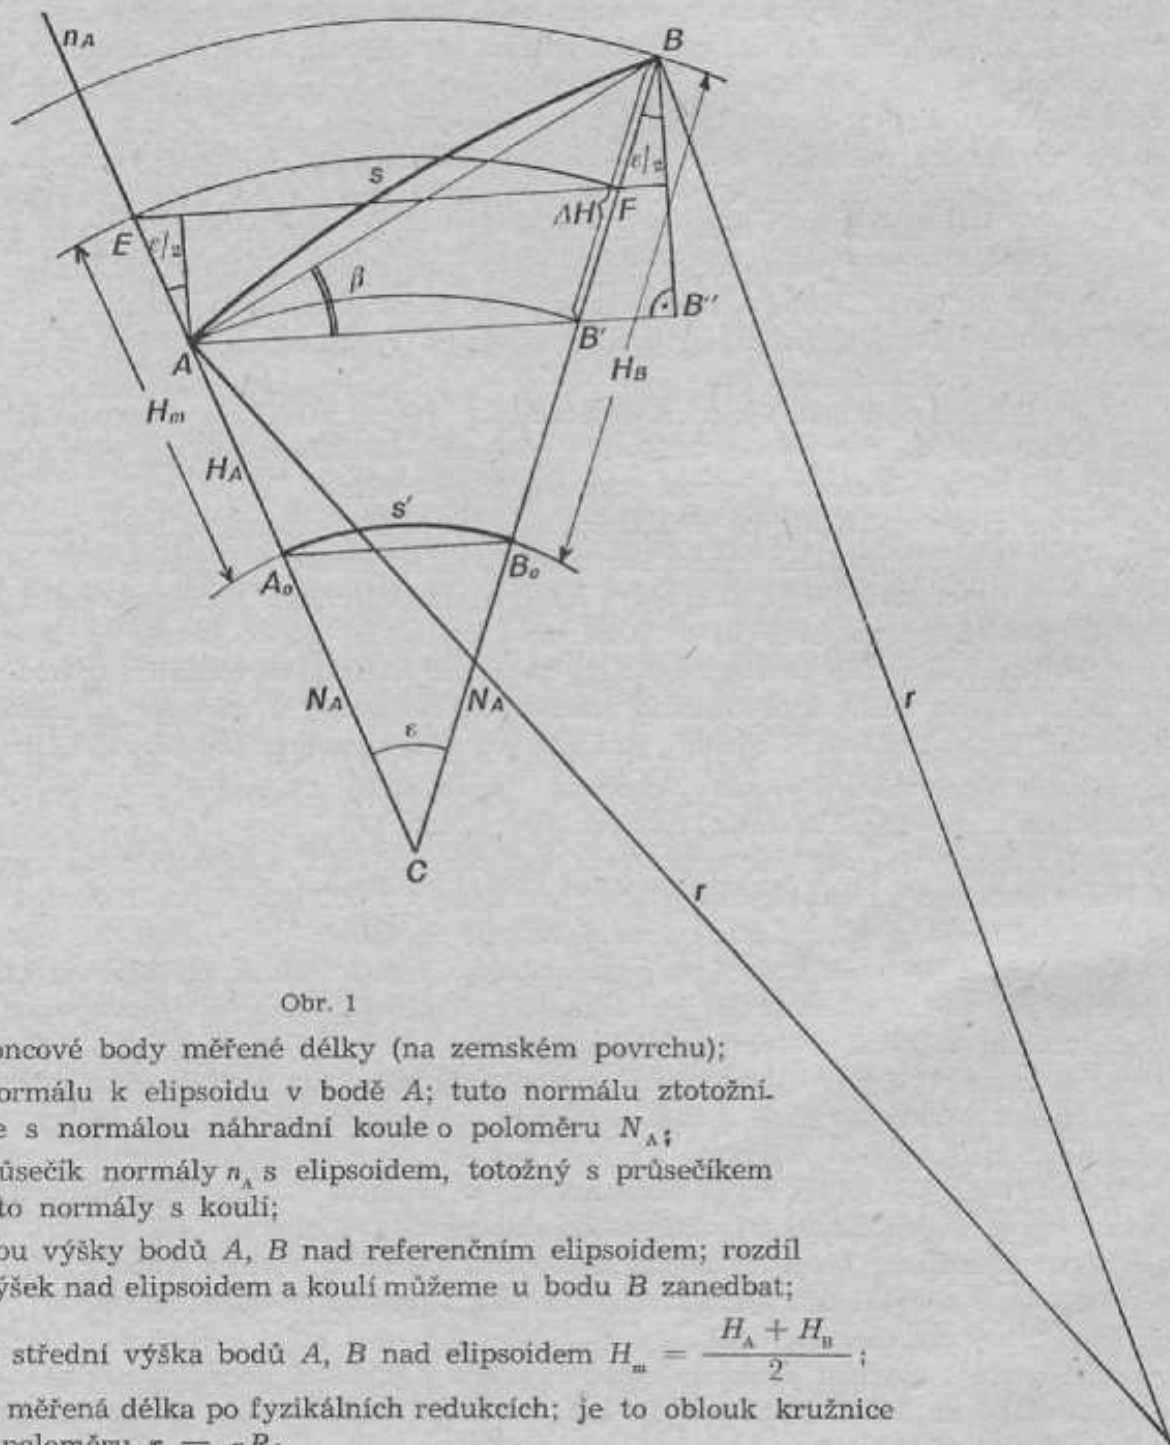 n_A
B
s
ε/2
ΔH
F
E
ε/2
β
B''
B'
A
H_B
H_m
H_A
s'
A_0
B_0
N_A
N_A
r
ε
C
r
Obr. 1
oncové body měřené délky (na zemském povrchu);
ormálu k elipsoidu v bodě A; tuto normálu ztotožní-
e s normálou náhradní koule o poloměru N_A;
ůsečík normály n_A s elipsoidem, totožný s průsečíkem
to normály s koulí;
ou výšky bodů A, B nad referenčním elipsoidem; rozdíl
ýšek nad elipsoidem a koulí můžeme u bodu B zanedbat;
střední výška bodů A, B nad elipsoidem H_m = (H_A + H_B) / 2 ;
měřená délka po fyzikálních redukcích; je to oblouk kružnice